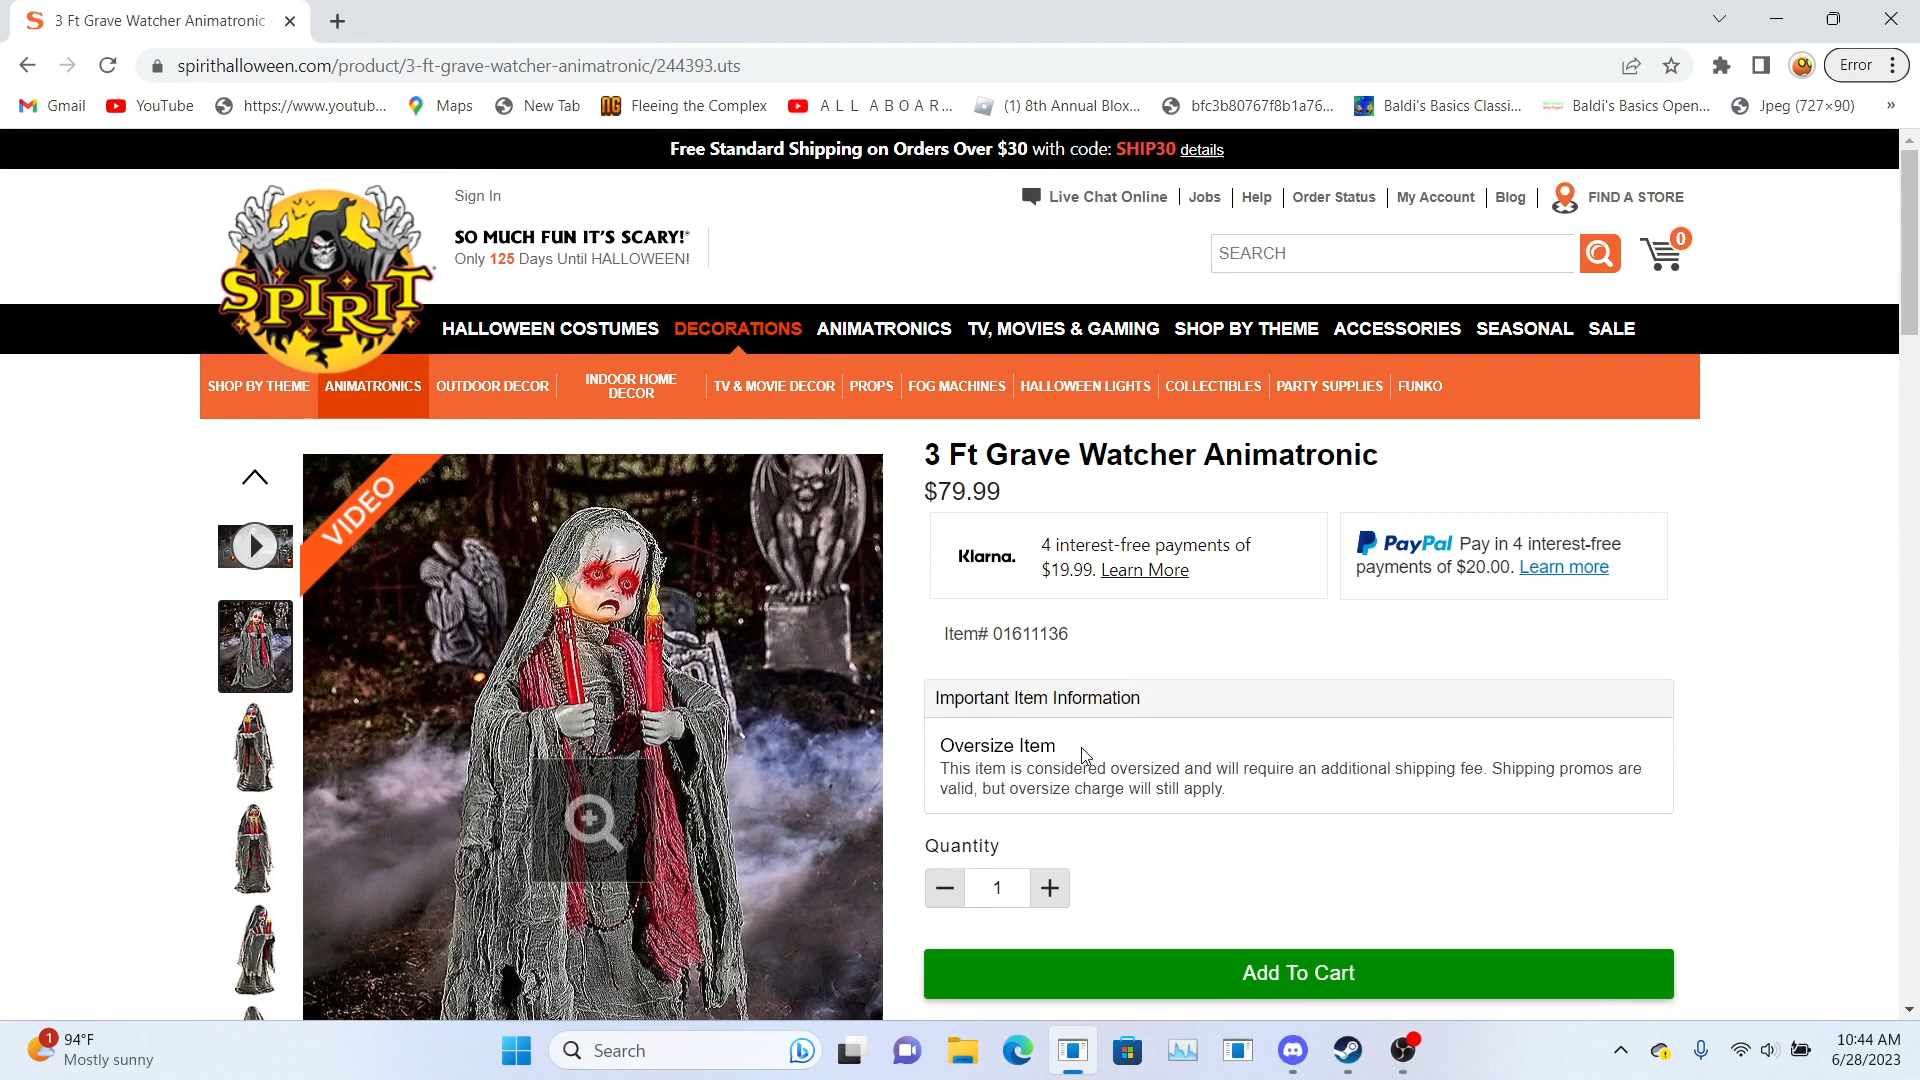 3 Ft Grave Watcher Animatronic
spirithalloween.com/product/3-ft-grave-watcher-animatronic/244393.uts
Error
Gmail
YouTube
https://www.youtub...
Maps
New Tab
Fleeing the Complex
A L L A B O A R...
(1) 8th Annual Blox...
bfc3b80767f8b1a76...
Baldi's Basics Classi...
Baldi's Basics Open...
Jpeg (727×90)
»
Free Standard Shipping on Orders Over $30 with code: SHIP30 details
Sign In
Live Chat Online
Jobs
Help
Order Status
My Account
Blog
FIND A STORE
SPIRIT
SO MUCH FUN IT'S SCARY!®
Only 125 Days Until HALLOWEEN!
SEARCH
0
HALLOWEEN COSTUMES
DECORATIONS
ANIMATRONICS
TV, MOVIES & GAMING
SHOP BY THEME
ACCESSORIES
SEASONAL
SALE
SHOP BY THEME
ANIMATRONICS
OUTDOOR DECOR
INDOOR HOME
DECOR
TV & MOVIE DECOR
PROPS
FOG MACHINES
HALLOWEEN LIGHTS
COLLECTIBLES
PARTY SUPPLIES
FUNKO
VIDEO
3 Ft Grave Watcher Animatronic
$79.99
Klarna.
4 interest-free payments of
$19.99. Learn More
PayPal Pay in 4 interest-free
payments of $20.00. Learn more
Item# 01611136
Important Item Information
Oversize Item
This item is considered oversized and will require an additional shipping fee. Shipping promos are
valid, but oversize charge will still apply.
Quantity
1
Add To Cart
1
94°F
Mostly sunny
Search
10:44 AM
6/28/2023